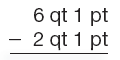 6 qt 1 pt
− 2 qt 1 pt